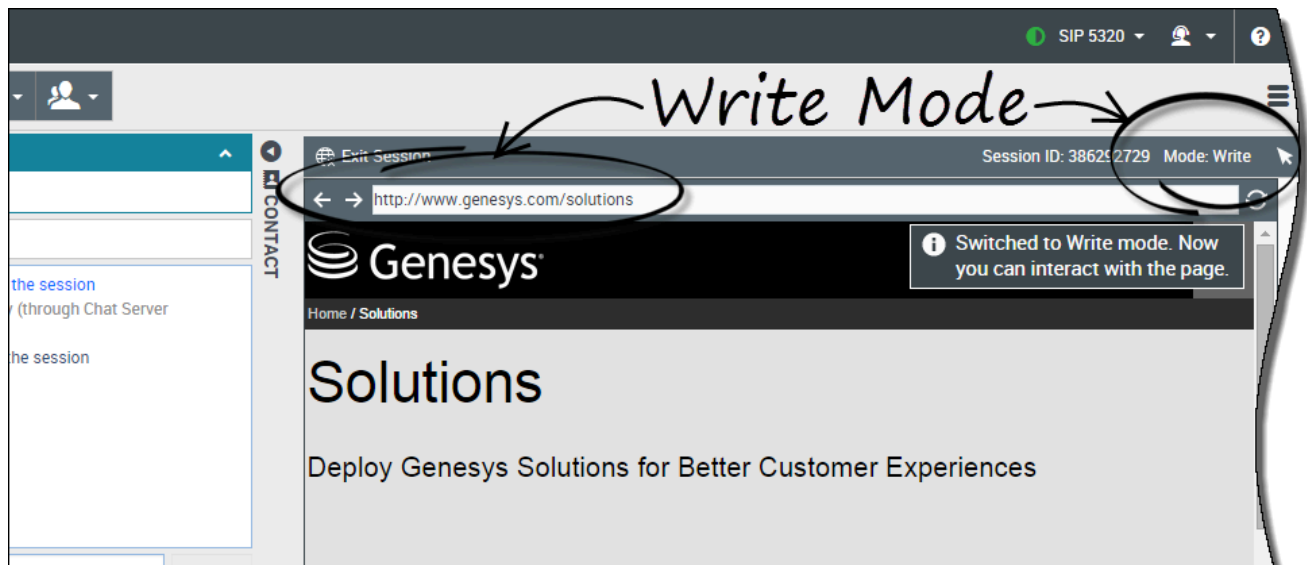 SIP 5320
Write Mode
Exit Session
Session ID: 386292729 Mode: Write
http://www.genesys.com/solutions
CONTACT
Genesys
Switched to Write mode. Now
you can interact with the page.
the session
(through Chat Server
the session
Home / Solutions
Solutions
Deploy Genesys Solutions for Better Customer Experiences